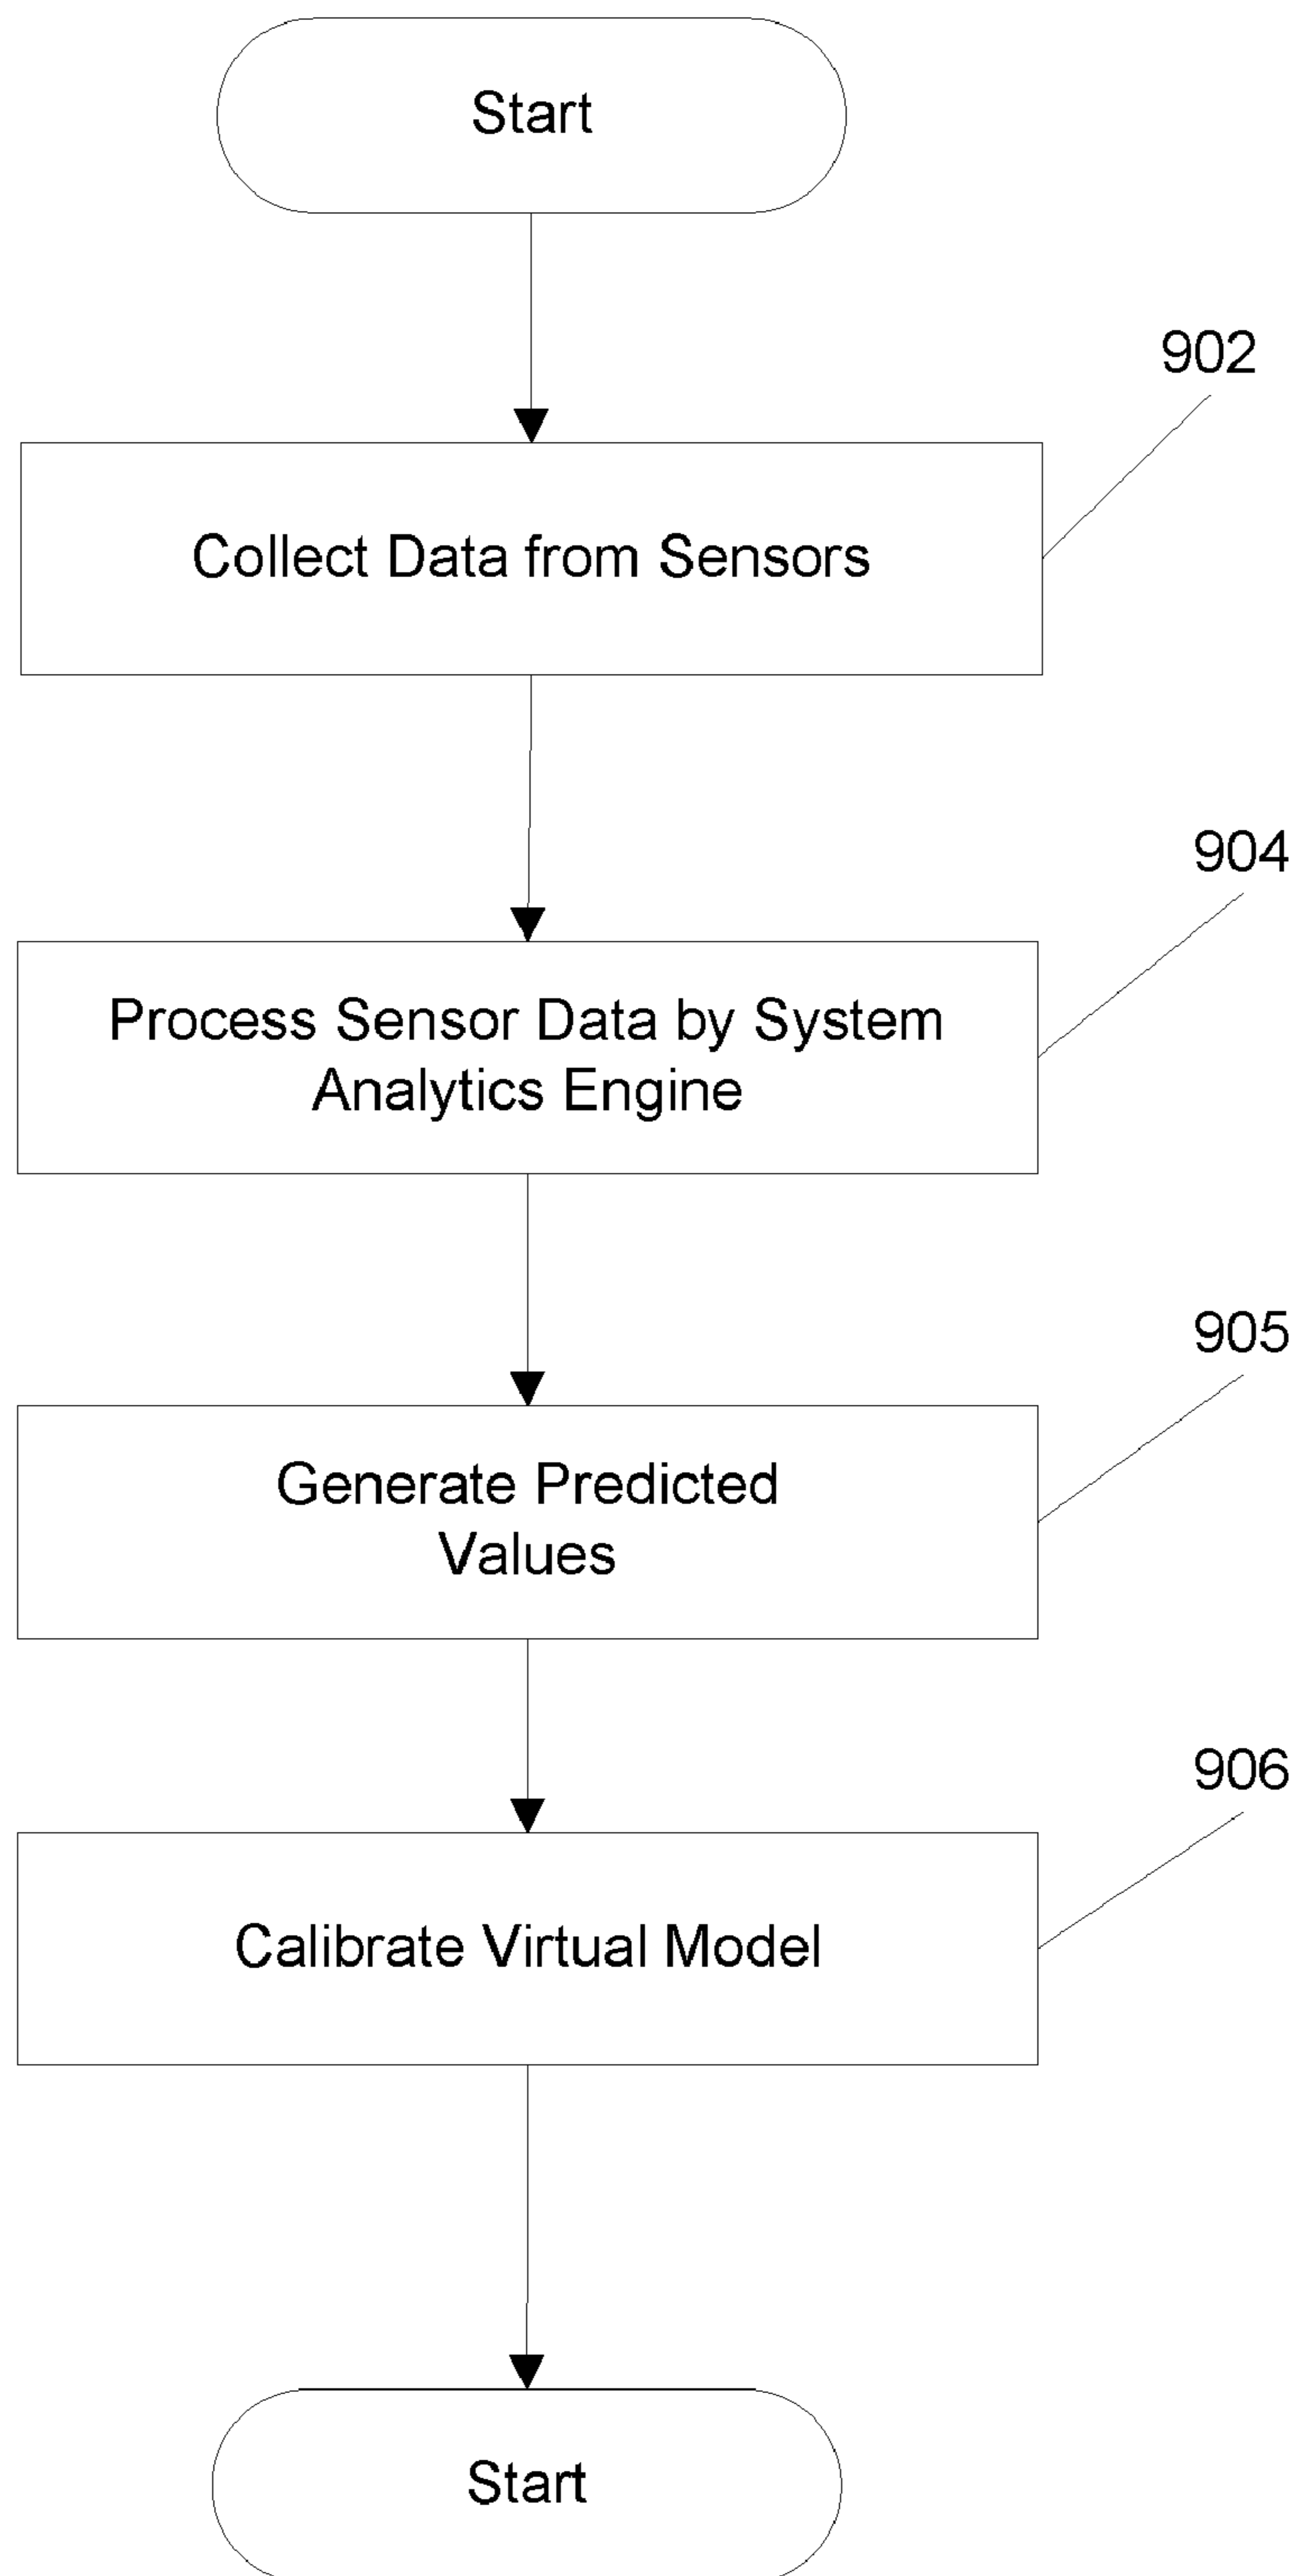 Start
902
Collect Data from Sensors
904
Process Sensor Data by System
Analytics Engine
905
Generate Predicted
Values
906
Calibrate Virtual Model
Start